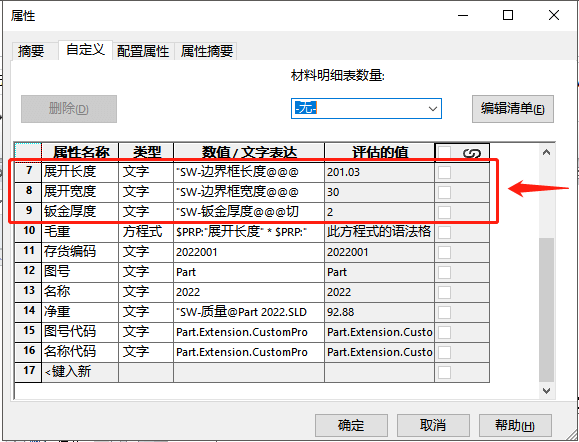 属性
摘要 自定义 配置属性 属性摘要
材料明细表数量:
删除(D) -无- 编辑清单(E)
属性名称 类型 数值 / 文字表达 评估的值
7 展开长度 文字 "SW-边界框长度@@@ 201.03
8 展开宽度 文字 "SW-边界框宽度@@@ 30
9 钣金厚度 文字 "SW-钣金厚度@@@切 2
10 毛重 方程式 $PRP:"展开长度" * $PRP:" 此方程式的语法格
11 存货编码 文字 2022001 2022001
12 图号 文字 Part Part
13 名称 文字 2022 2022
14 净重 文字 "SW-质量@Part 2022.SLD 92.88
15 图号代码 文字 Part.Extension.CustomPro Part.Extension.Custo
16 名称代码 文字 Part.Extension.CustomPro Part.Extension.Custo
17 <键入新
确定 取消 帮助(H)